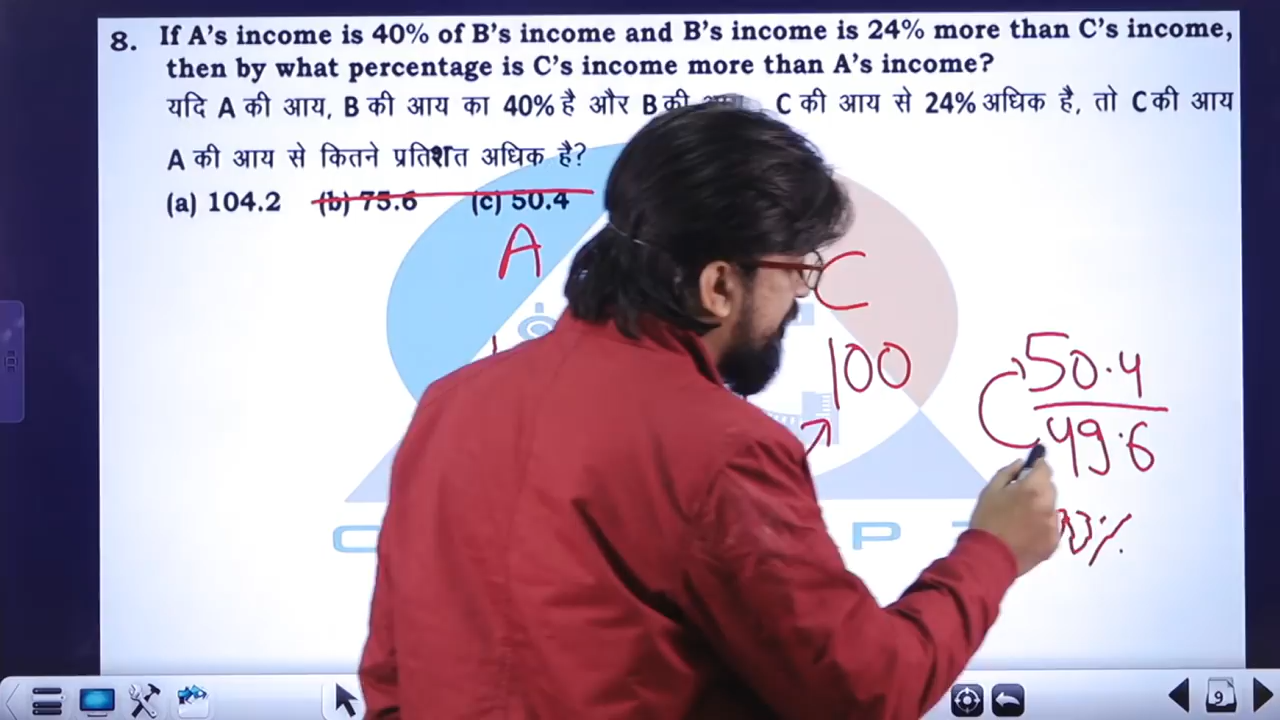 8. If A's income is 40% of B's income and B's income is 24% more than C's income,
then by what percentage is C's income more than A's income?
यदि A की आय, B की आय का 40% है और B की C की आय से 24% अधिक है, तो C की आय
A की आय से कितने प्रतिशत अधिक है?
(a) 104.2 (b) 75.6 (c) 50.4
A C
100
50.4
49.6
P
9